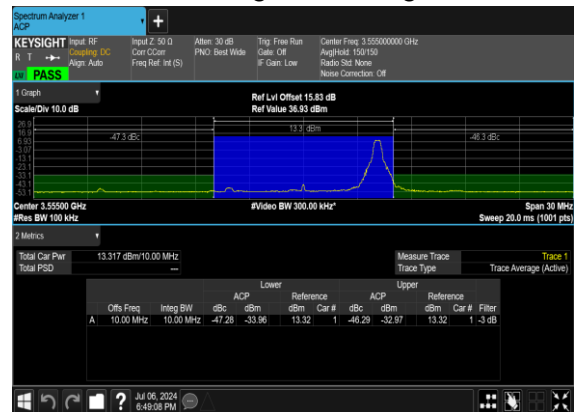 Spectrum Analyzer 1
ACP
KEYSIGHT Input: RF Input Z: 50 Ω Atten: 30 dB Trig: Free Run Center Freq: 3.555000000 GHz
R T Coupling: DC Corr CCorr PNO: Best Wide Gate: Off Avg|Hold: 150/150
Align: Auto Freq Ref: Int (S) IF Gain: Low Radio Std: None
PASS Noise Correction: Off
1 Graph Ref Lvl Offset 15.83 dB
Scale/Div 10.0 dB Ref Value 36.93 dBm
26.9
16.9 13.3 dBm
6.93 -47.3 dBc -46.3 dBc
-3.07
-13.1
-23.1
-33.1
-43.1
-53.1
Center 3.55500 GHz #Video BW 300.00 kHz* Span 30 MHz
#Res BW 100 kHz Sweep 20.0 ms (1001 pts)
2 Metrics
Total Car Pwr 13.317 dBm/10.00 MHz Measure Trace Trace 1
Total PSD --- Trace Type Trace Average (Active)
Lower Upper
ACP Reference ACP Reference
Offs Freq Integ BW dBc dBm dBm Car # dBc dBm dBm Car # Filter
A 10.00 MHz 10.00 MHz -47.28 -33.96 13.32 1 -46.29 -32.97 13.32 1 -3 dB
? Jul 06, 2024
6:49:08 PM